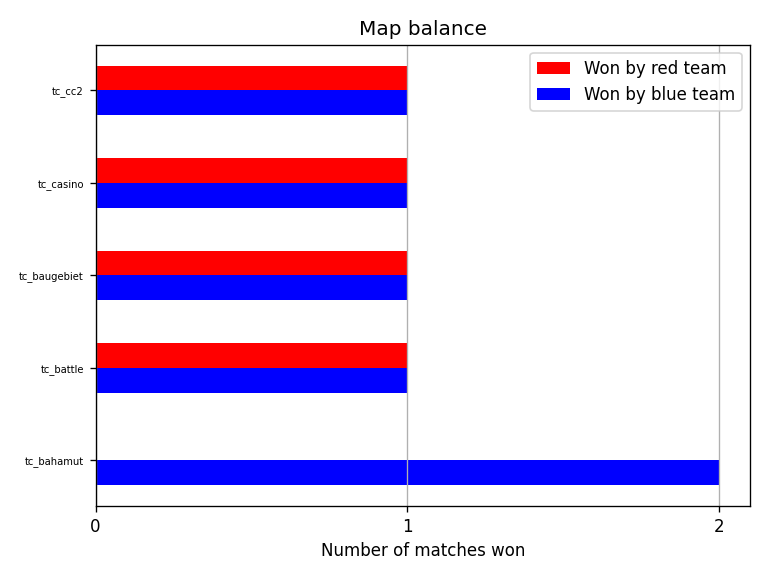 Map balance
Won by red team
Won by blue team
tc_cc2
tc_casino
tc_baugebiet
tc_battle
tc_bahamut
0 1 2
Number of matches won